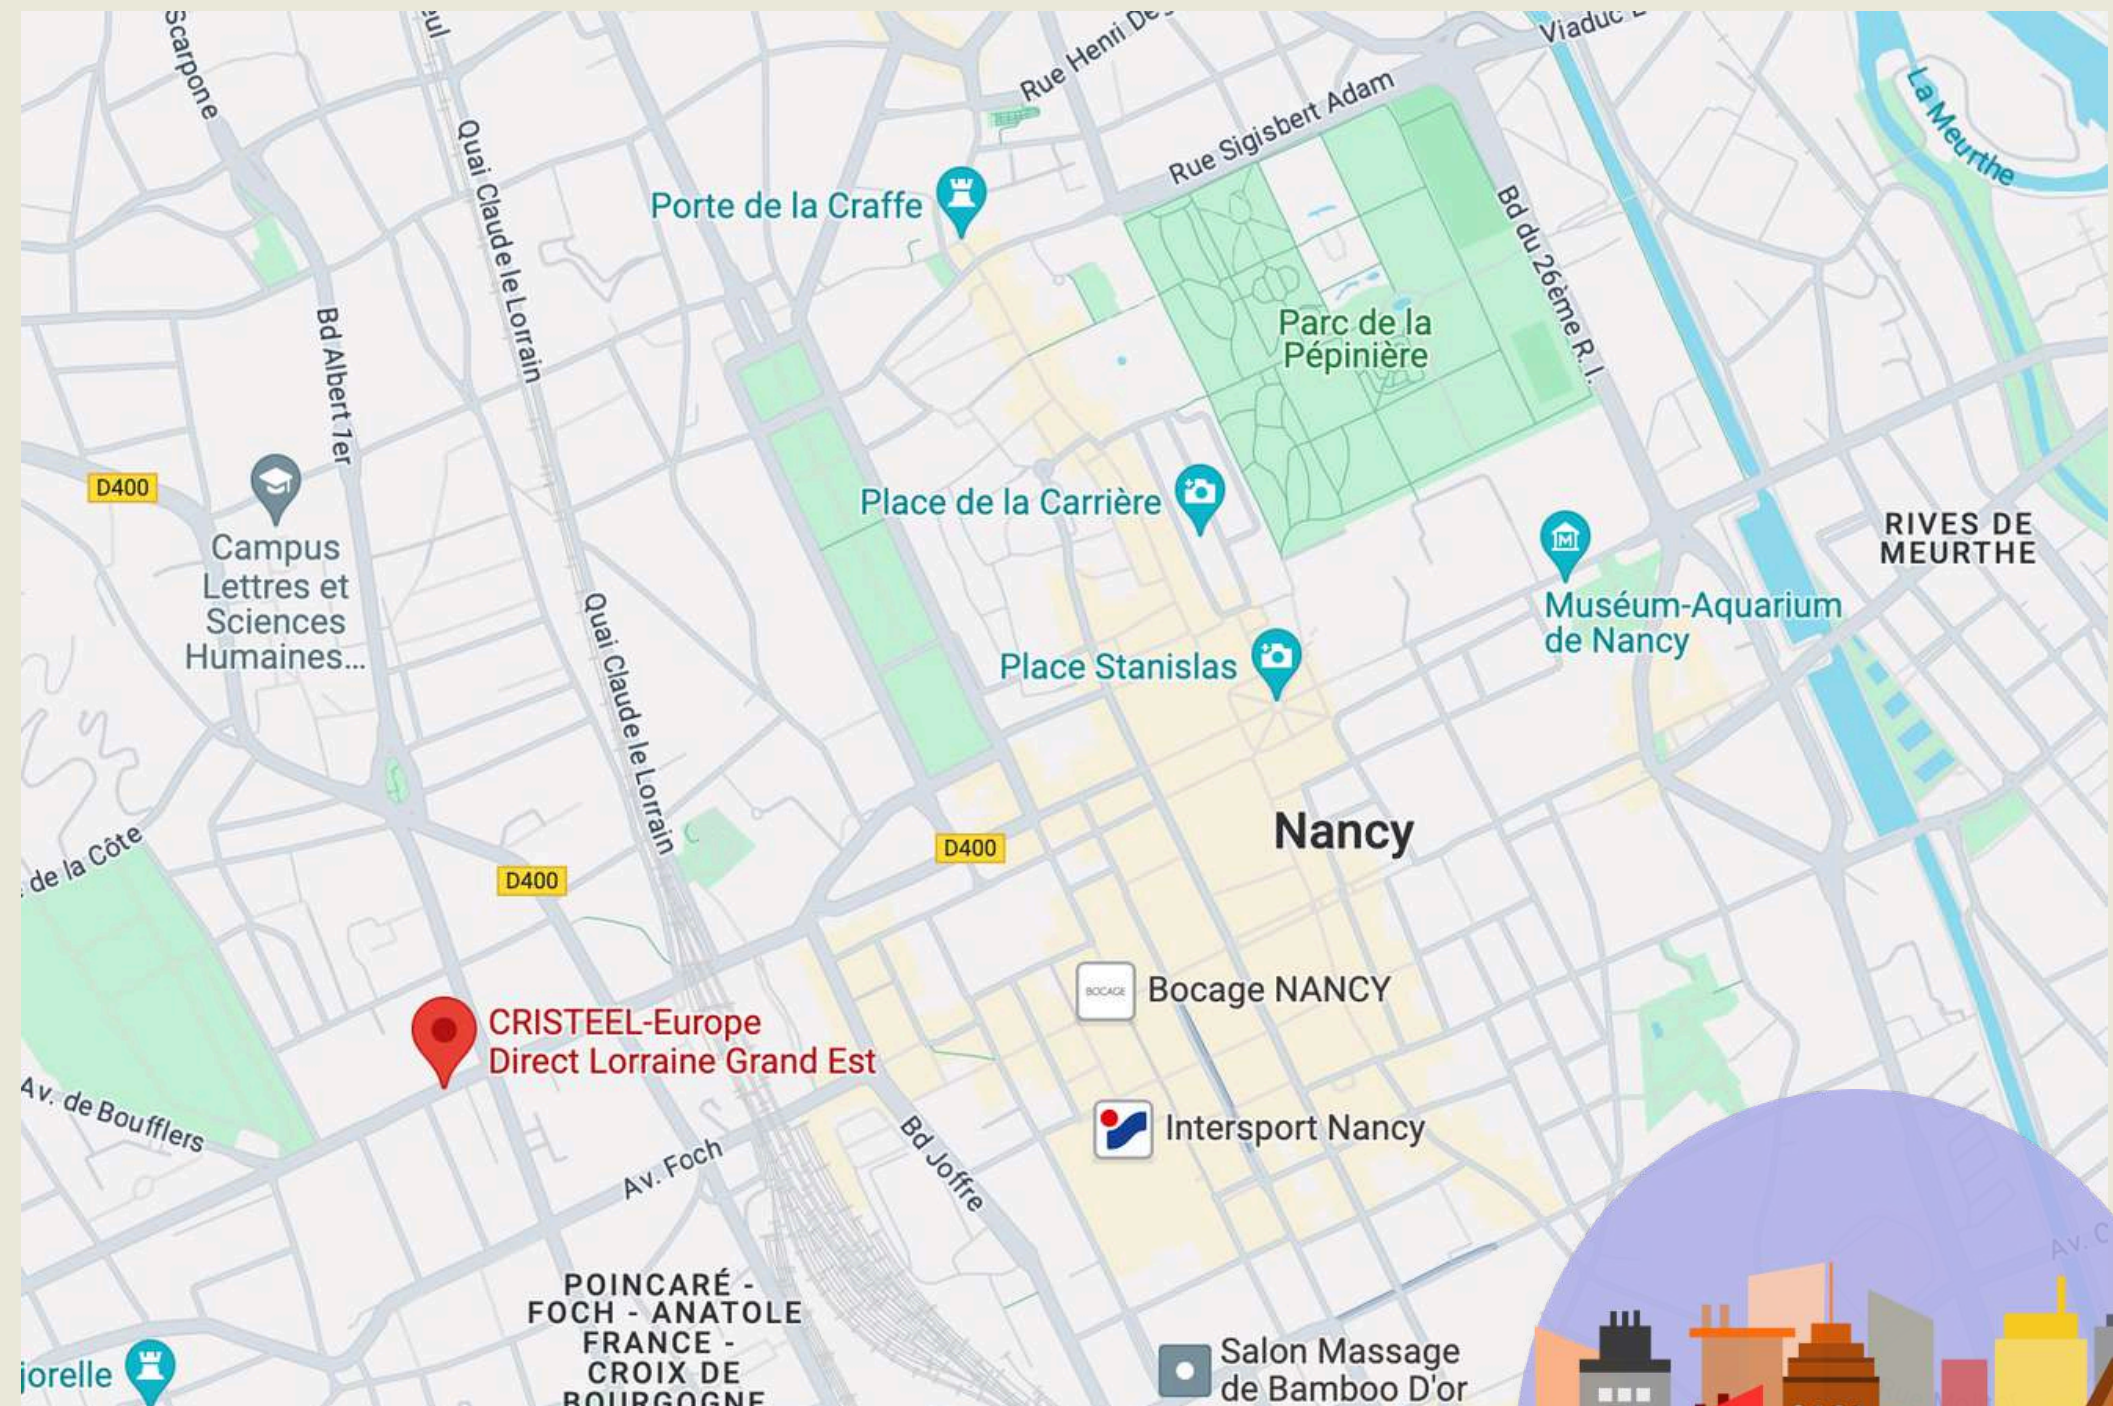 Scarpone
Rue Henri De
Viaduc
La Meurthe
Quai Claude le Lorrain
Rue Sigisbert Adam
Porte de la Craffe
Bd du 26ème R. I.
Bd Albert 1er
Parc de la
Pépinière
D400
Place de la Carrière
RIVES DE
MEURTHE
Campus
Lettres et
Sciences
Humaines...
Muséum-Aquarium
de Nancy
Quai Claude le Lorrain
Place Stanislas
Nancy
de la Côte
D400
D400
BOCAGE
Bocage NANCY
CRISTEEL-Europe
Direct Lorraine Grand Est
Av. de Boufflers
Av. Foch
Bd Joffre
Intersport Nancy
Av. C
POINCARÉ -
FOCH - ANATOLE
FRANCE -
CROIX DE
BOURGOGNE
jorelle
Salon Massage
de Bamboo D'or